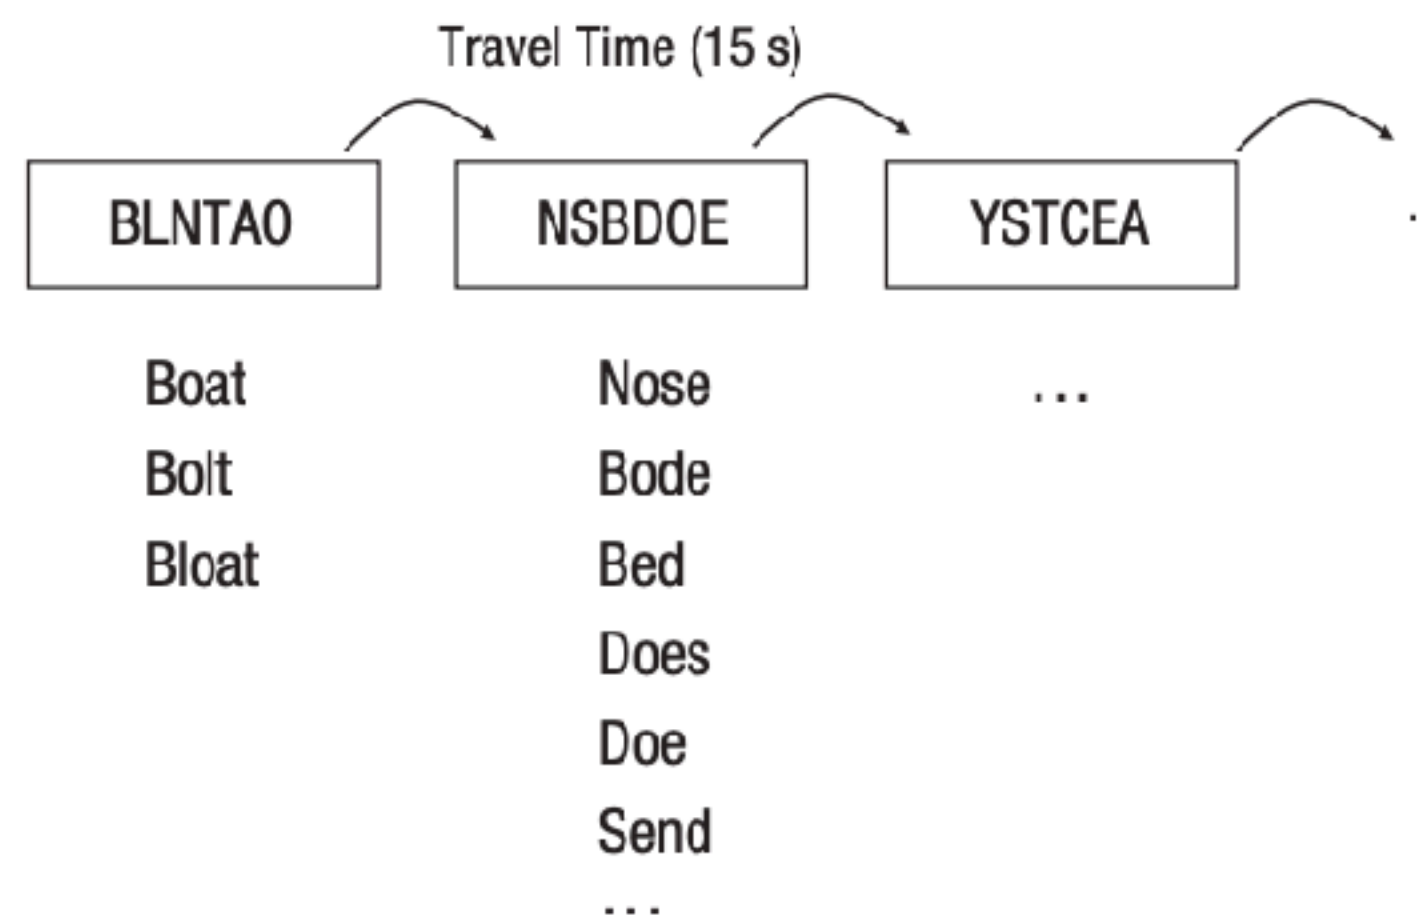 Travel Time (15 s)
BLNTAO
NSBDOE
YSTCEA
.
Boat
Bolt
Bloat
Nose
Bode
Bed
Does
Doe
Send
...
...